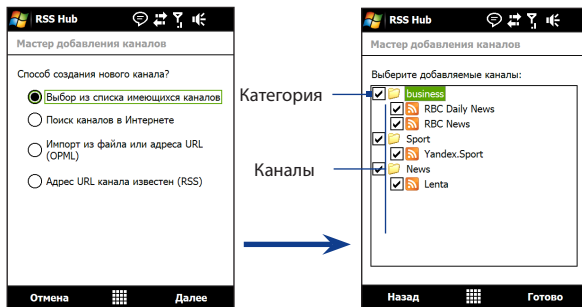 RSS Hub
Мастер добавления каналов
Способ создания нового канала?
Выбор из списка имеющихся каналов
Поиск каналов в Интернете
Импорт из файла или адреса URL
(OPML)
Адрес URL канала известен (RSS)
Отмена
Далее
Категория
Каналы
RSS Hub
Мастер добавления каналов
Выберите добавляемые каналы:
business
RBC Daily News
RBC News
Sport
Yandex.Sport
News
Lenta
Назад
Готово